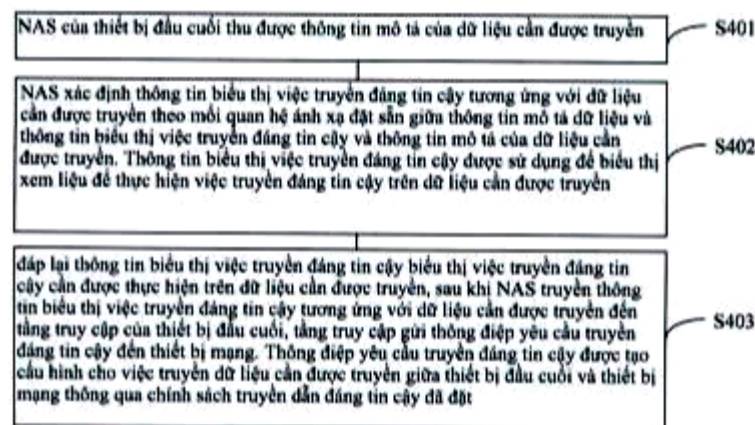 NAS của thiết bị đầu cuối thu được thông tin mô tả của dữ liệu cần được truyền
S401
NAS xác định thông tin biểu thị việc truyền đáng tin cậy tương ứng với dữ liệu
cần được truyền theo mối quan hệ ánh xạ đặt sẵn giữa thông tin mô tả dữ liệu và
thông tin biểu thị việc truyền đáng tin cậy và thông tin mô tả của dữ liệu cần
được truyền. Thông tin biểu thị việc truyền đáng tin cậy được sử dụng để biểu thị
xem liệu để thực hiện việc truyền đáng tin cậy trên dữ liệu cần được truyền
S402
đáp lại thông tin biểu thị việc truyền đáng tin cậy biểu thị việc truyền đáng tin
cậy cần được thực hiện trên dữ liệu cần được truyền, sau khi NAS truyền thông
tin biểu thị việc truyền đáng tin cậy tương ứng với dữ liệu cần được truyền đến
tầng truy cập của thiết bị đầu cuối, tầng truy cập gửi thông điệp yêu cầu truyền
đáng tin cậy đến thiết bị mạng. Thông điệp yêu cầu truyền đáng tin cậy được tạo
cấu hình cho việc truyền dữ liệu cần được truyền giữa thiết bị đầu cuối và thiết bị
mạng thông qua chính sách truyền dẫn đáng tin cậy đã đặt
S403